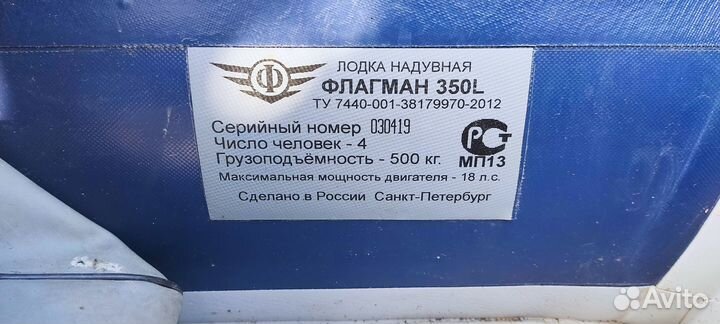 ЛОДКА НАДУВНАЯ
ФЛАГМАН 350L
ТУ 7440-001-38179970-2012
Серийный номер 030419
Число человек - 4
Грузоподъёмность - 500 кг.
Максимальная мощность двигателя - 18 л.с.
Сделано в России Санкт-Петербург
Ф
РСТ
МП13
Avito